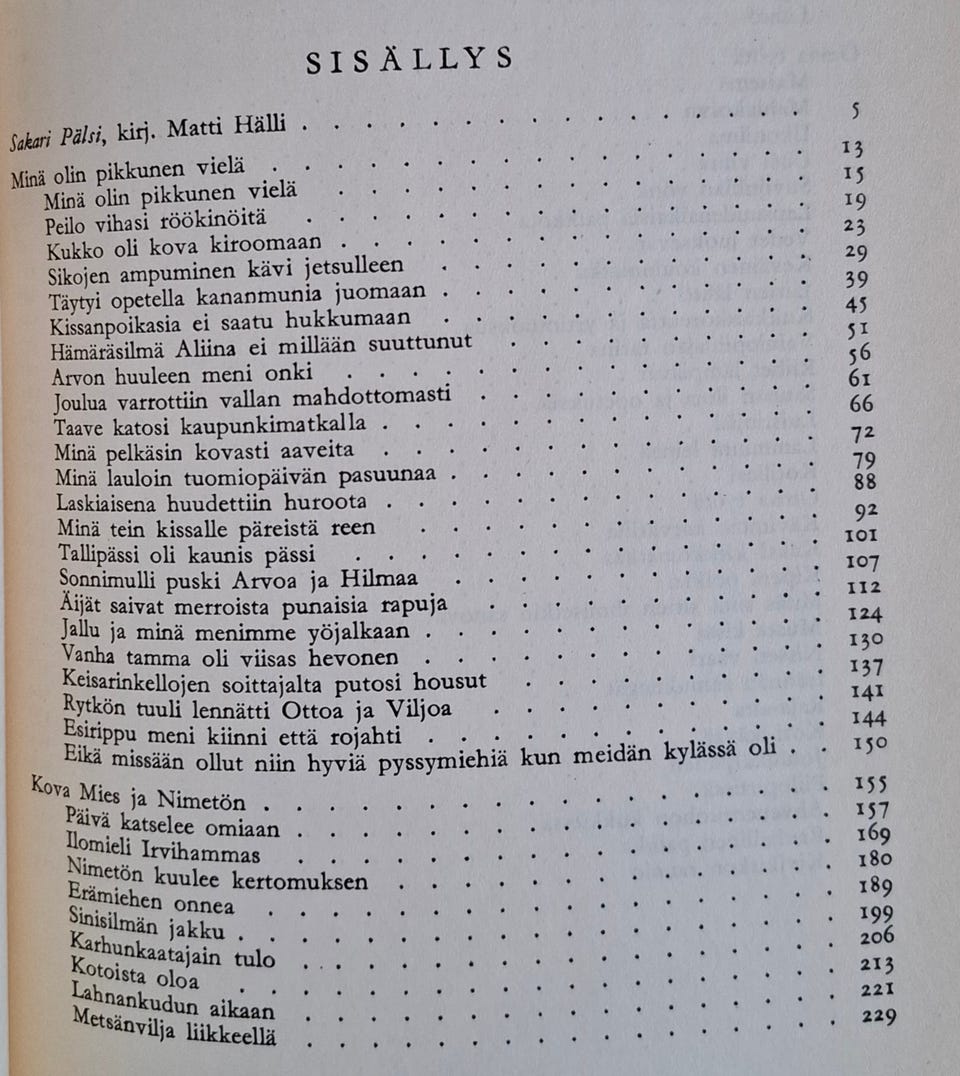 SISÄLLYS
Sakari Pälsi, kirj. Matti Hälli . . . . . . . . . . . . . . . . 5
Minä olin pikkunen vielä . . . . . . . . . . . . . . . . 13
Minä olin pikkunen vielä . . . . . . . . . . . . . . . 15
Peilo vihasi röökinöitä . . . . . . . . . . . . . . . . 19
Kukko oli kova kiroomaan . . . . . . . . . . . . . . . 23
Sikojen ampuminen kävi jetsulleen . . . . . . . . . . . . 29
Täytyi opetella kananmunia juomaan . . . . . . . . . . . . 39
Kissanpoikasia ei saatu hukkumaan . . . . . . . . . . . . 45
Hämäräsilmä Aliina ei millään suuttunut . . . . . . . . . . 51
Arvon huuleen meni onki . . . . . . . . . . . . . . . 56
Joulua varrottiin vallan mahdottomasti . . . . . . . . . . . 61
Taave katosi kaupunkimatkalla . . . . . . . . . . . . . . 66
Minä pelkäsin kovasti aaveita . . . . . . . . . . . . . . 72
Minä lauloin tuomiopäivän pasuunaa . . . . . . . . . . . . 79
Laskiaisena huudettiin huroota . . . . . . . . . . . . . . 88
Minä tein kissalle päreistä reen . . . . . . . . . . . . . 92
Tallipässi oli kaunis pässi . . . . . . . . . . . . . . . 101
Sonnimulli puski Arvoa ja Hilmaa . . . . . . . . . . . . 107
Äijät saivat merroista punaisia rapuja . . . . . . . . . . . 112
Jallu ja minä menimme yöjalkaan . . . . . . . . . . . . . 124
Vanha tamma oli viisas hevonen . . . . . . . . . . . . . 130
Keisarinkellojen soittajalta putosi housut . . . . . . . . . . 137
Rytkön tuuli lennätti Ottoa ja Viljoa . . . . . . . . . . . 141
Esirippu meni kiinni että rojahti . . . . . . . . . . . . . 144
Eikä missään ollut niin hyviä pyssymiehiä kun meidän kylässä oli . . 150
Kova Mies ja Nimetön . . . . . . . . . . . . . . . . . . 155
Päivä katselee omiaan . . . . . . . . . . . . . . . . . 157
Ilomieli Irvihammas . . . . . . . . . . . . . . . . . 169
Nimetön kuulee kertomuksen . . . . . . . . . . . . . . 180
Erämiehen onnea . . . . . . . . . . . . . . . . . . 189
Sinisilmän jakku . . . . . . . . . . . . . . . . . . . 199
Karhunkaatajain tulo . . . . . . . . . . . . . . . . . 206
Kotoista oloa . . . . . . . . . . . . . . . . . . . 213
Lahnankudun aikaan . . . . . . . . . . . . . . . . . 221
Metsänvilja liikkeellä . . . . . . . . . . . . . . . . . 229